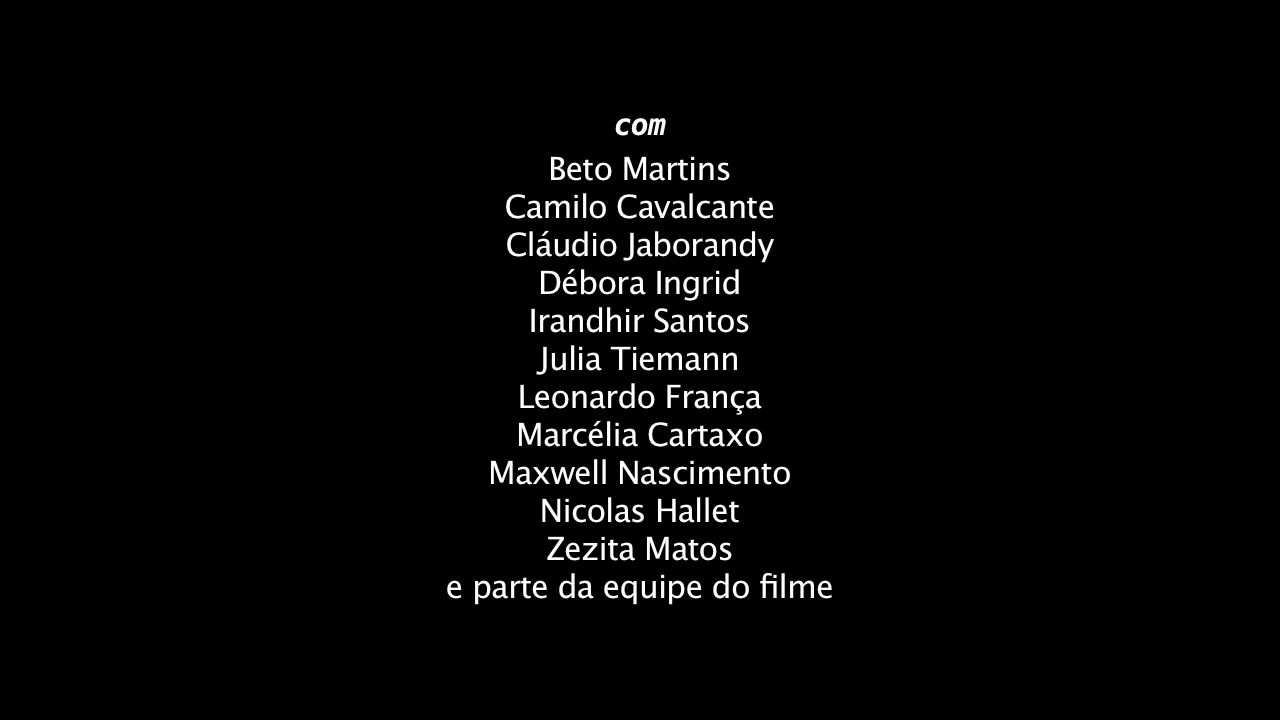 com
Beto Martins
Camilo Cavalcante
Cláudio Jaborandy
Débora Ingrid
Irandhir Santos
Julia Tiemann
Leonardo França
Marcélia Cartaxo
Maxwell Nascimento
Nicolas Hallet
Zezita Matos
e parte da equipe do filme